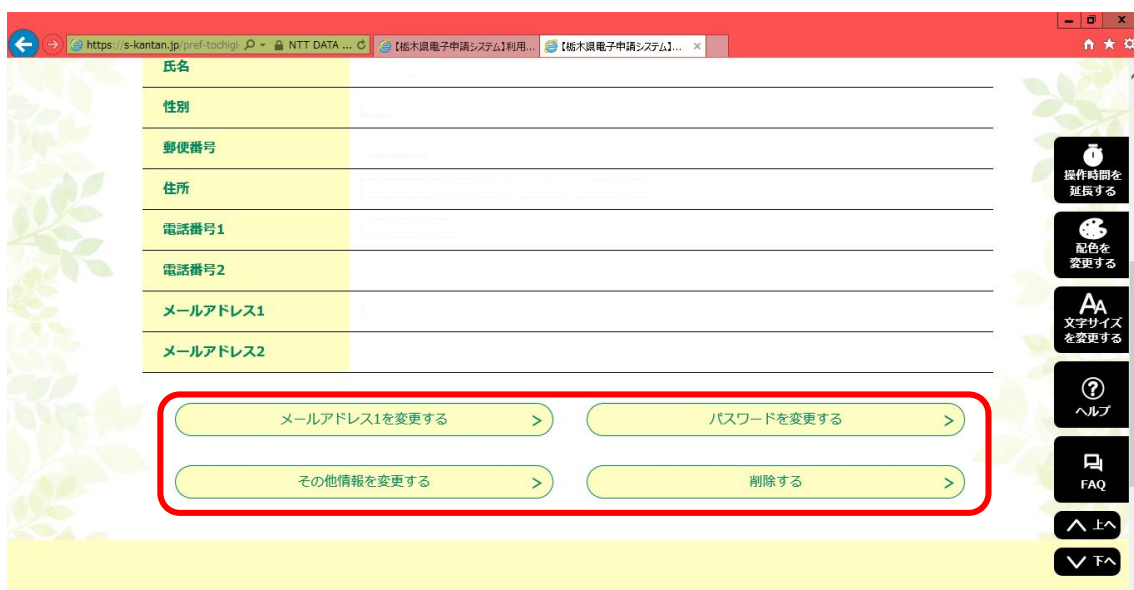 https://s-kantan.jp/pref-tochigi-
NTT DATA ...
【栃木県電子申請システム】利用...
【栃木県電子申請システム】...
氏名
性別
郵便番号
住所
電話番号1
電話番号2
メールアドレス1
メールアドレス2
メールアドレス1を変更する >
パスワードを変更する >
その他情報を変更する >
削除する >
操作時間を
延長する
配色を
変更する
AA
文字サイズ
を変更する
?
ヘルプ
FAQ
上へ
下へ